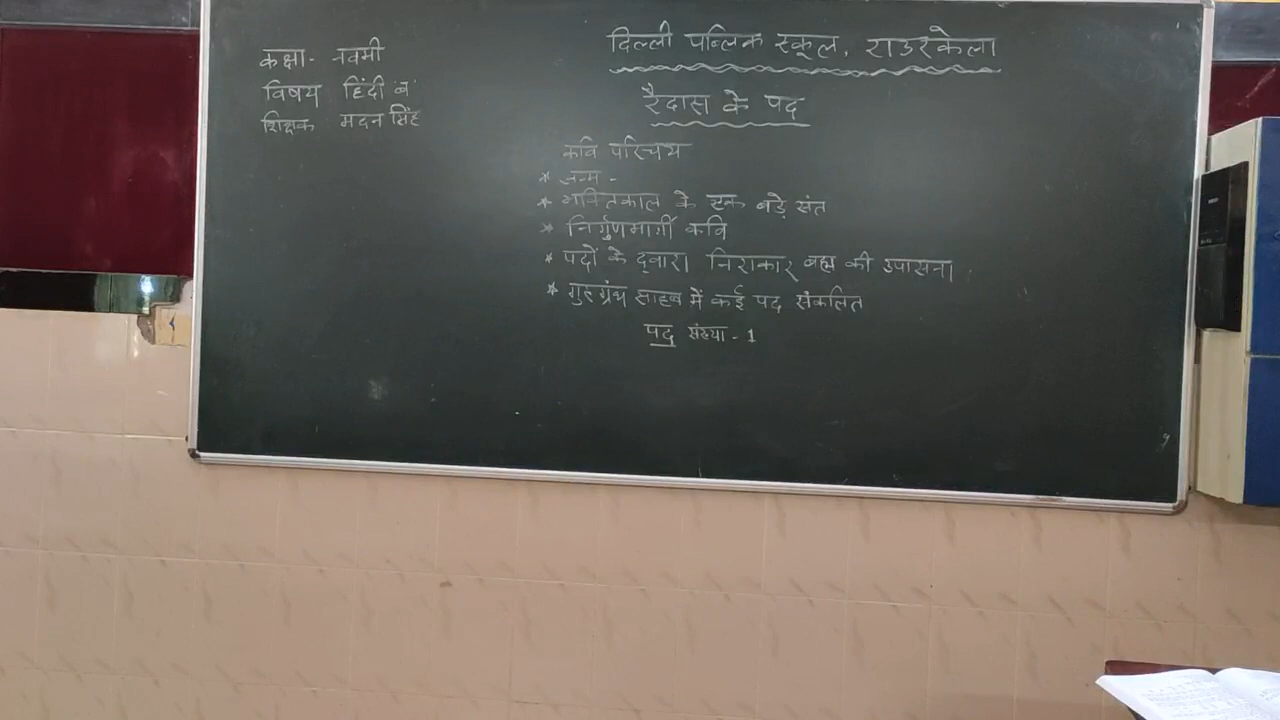 दिल्ली पब्लिक स्कूल, राउरकेला
कक्षा - नवमी
विषय हिंदी ब
शिक्षक मदन सिंह
रैदास के पद
कवि परिचय
* जन्म -
* भक्तिकाल के एक बड़े संत
* निर्गुणमार्गी कवि
* पदों के द्वारा निराकार ब्रह्म की उपासना
* गुरु ग्रंथ साहब में कई पद संकलित
पद संख्या - 1